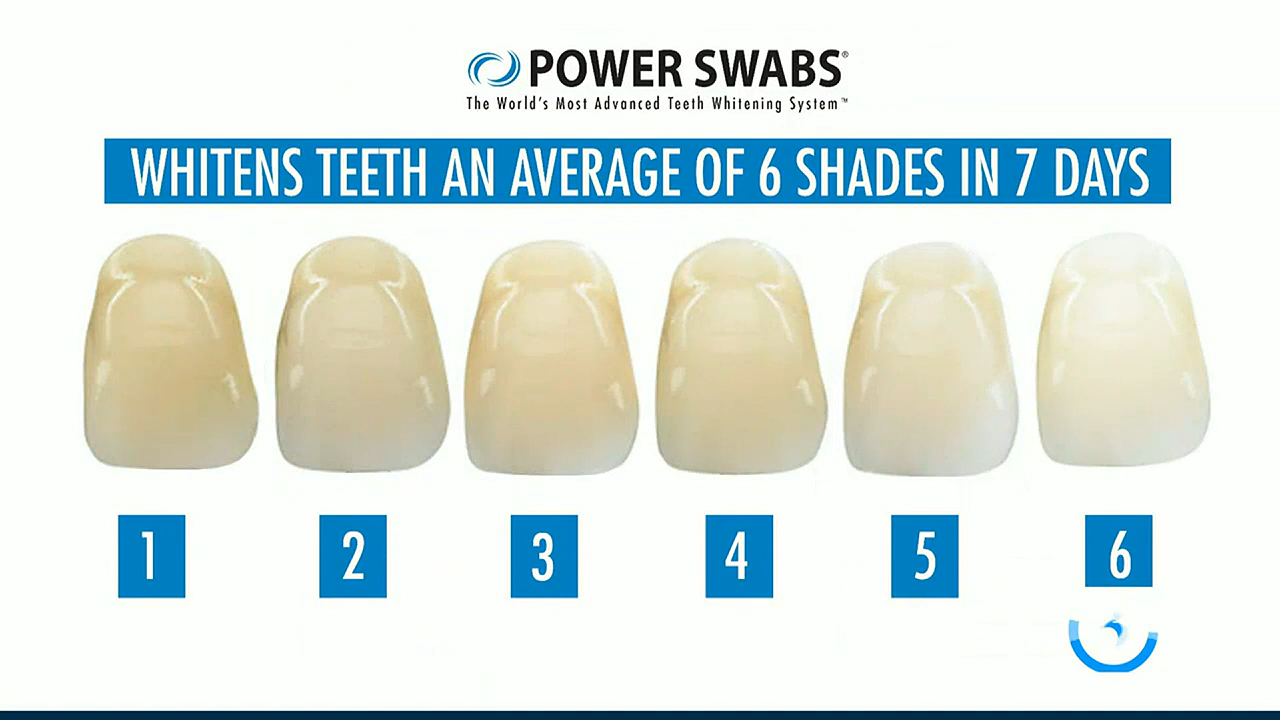 POWER SWABS®
The World's Most Advanced Teeth Whitening System™
WHITENS TEETH AN AVERAGE OF 6 SHADES IN 7 DAYS
1 2 3 4 5 6